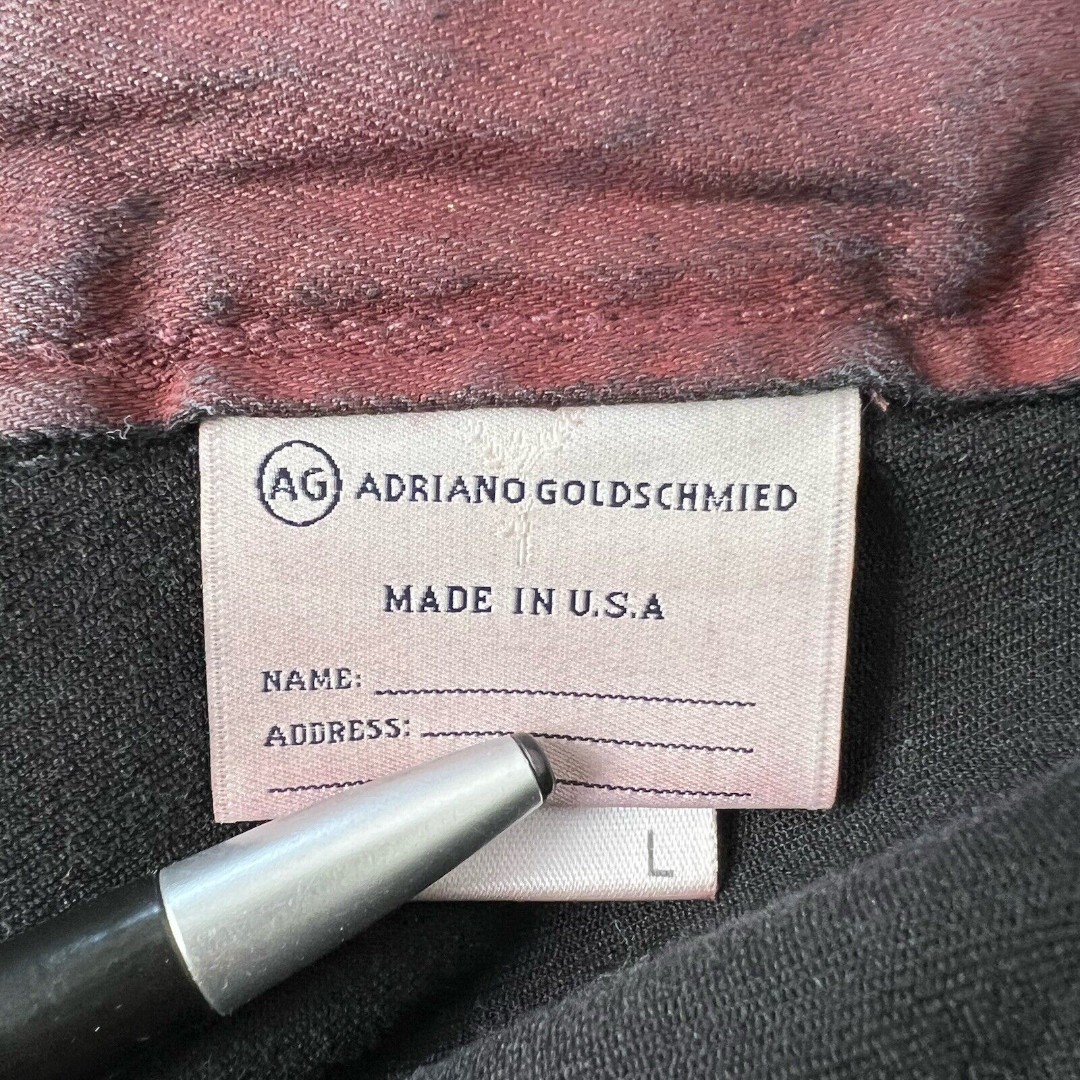 AG ADRIANO GOLDSCHMIED
MADE IN U.S.A
NAME:
ADDRESS:
L